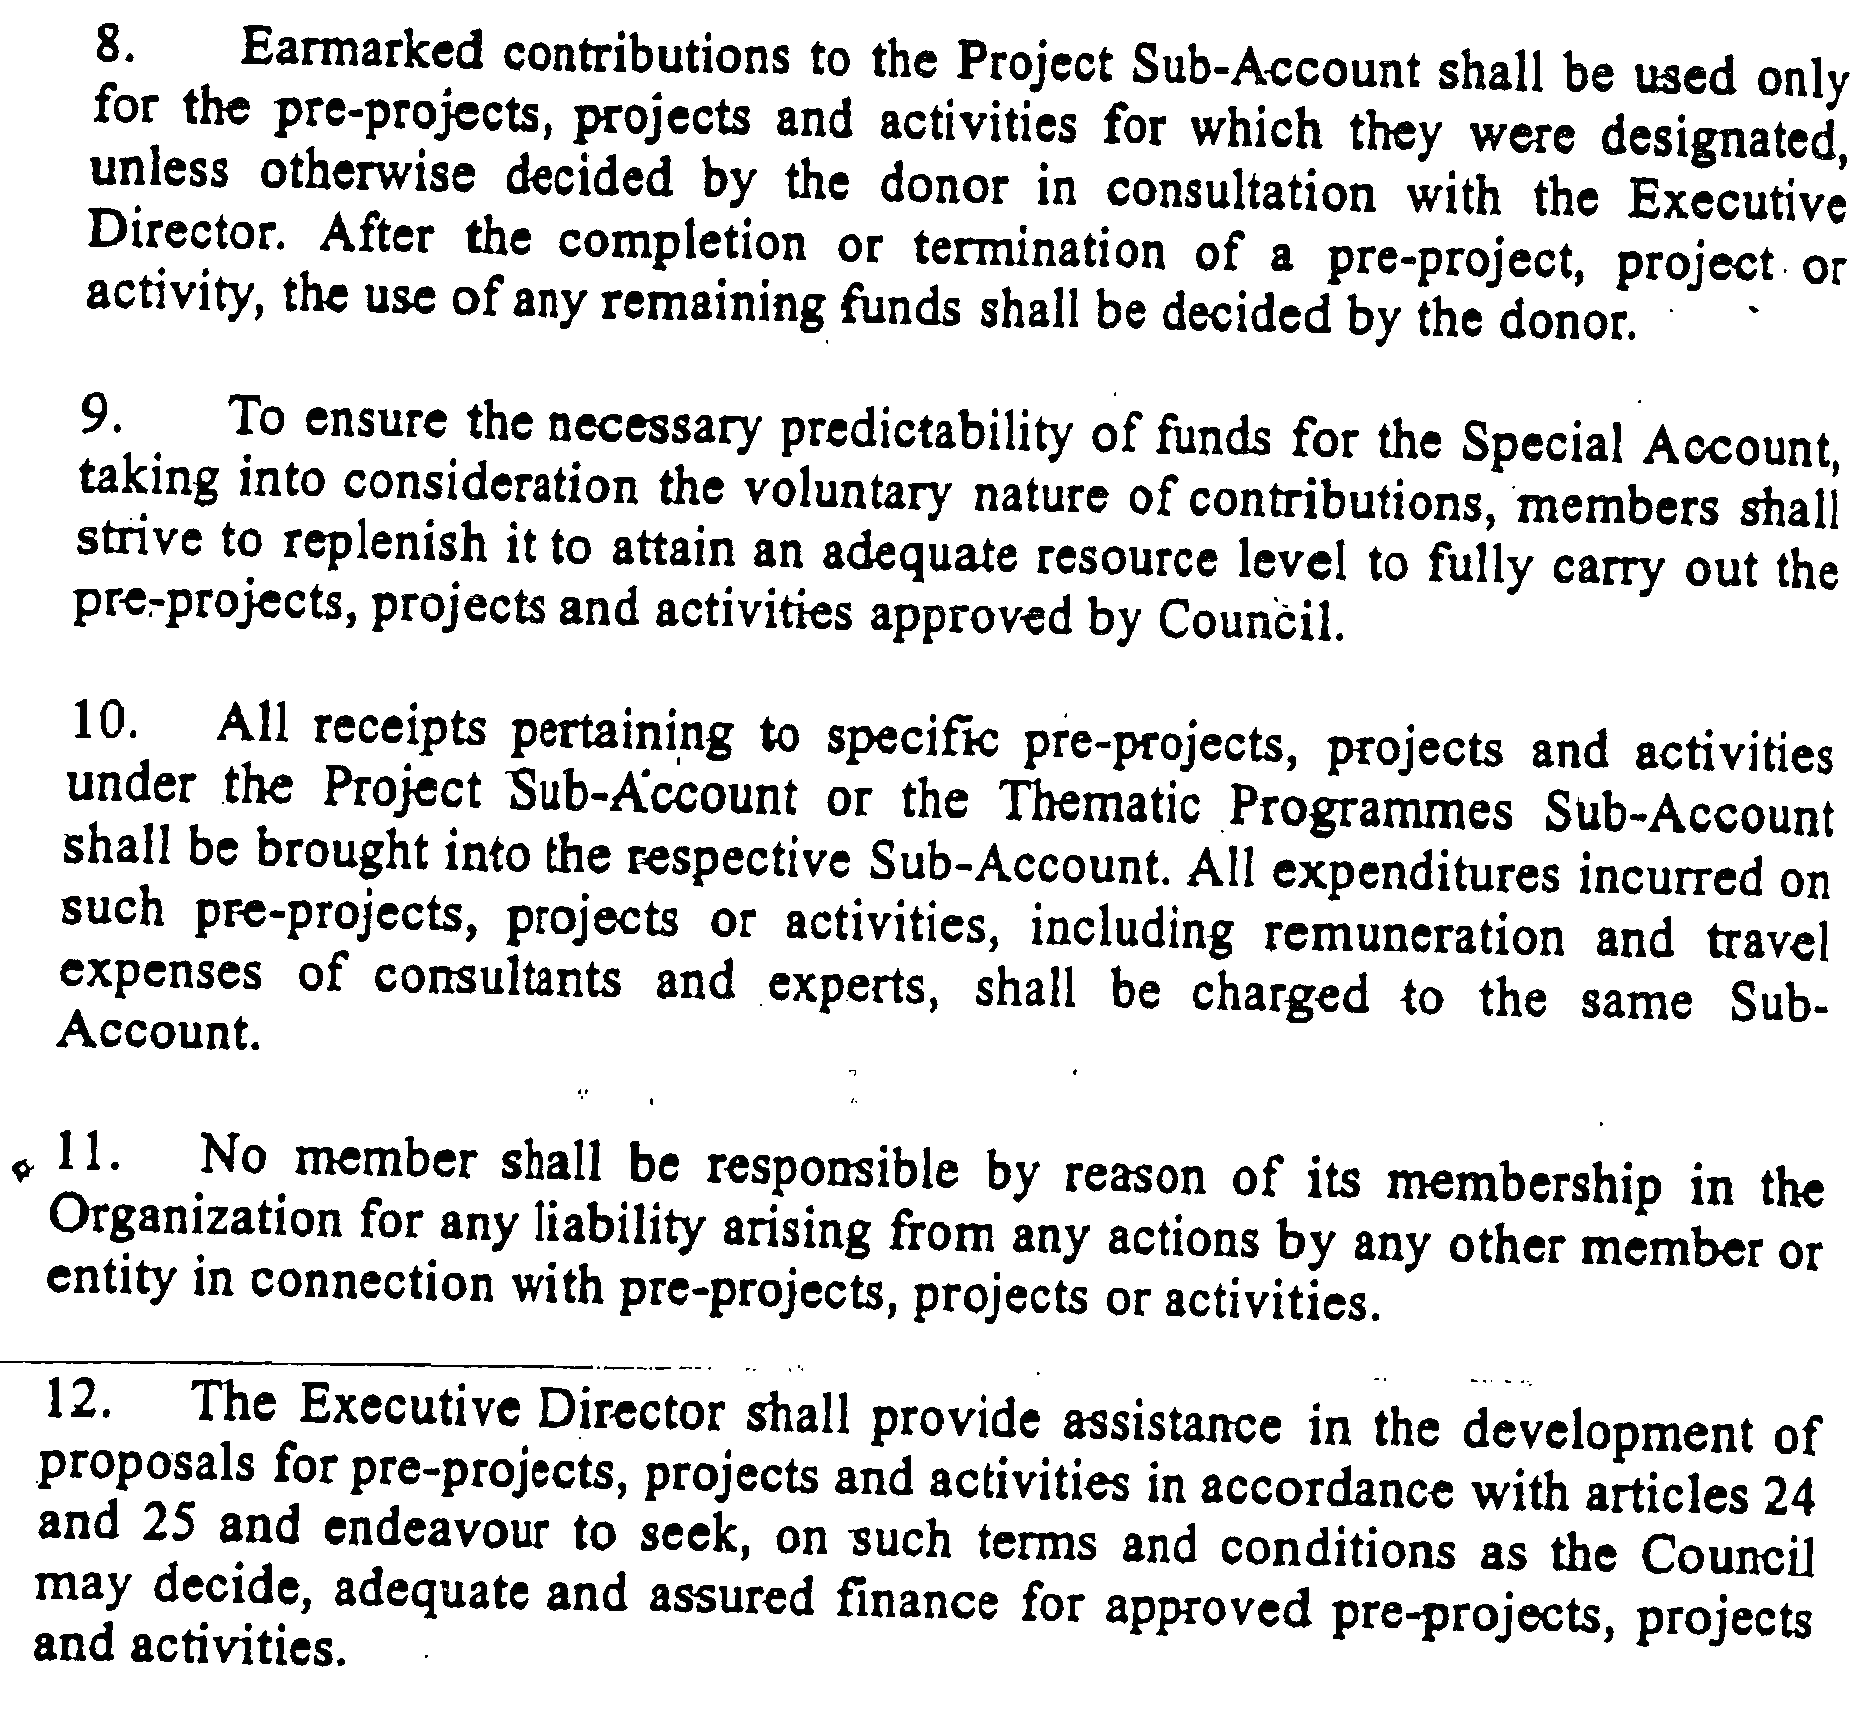 8. Earmarked contributions to the Project Sub-Account shall be used only
for the pre-projects, projects and activities for which they were designated,
unless otherwise decided by the donor in consultation with the Executive
Director. After the completion or termination of a pre-project, project or
activity, the use of any remaining funds shall be decided by the donor.
9. To ensure the necessary predictability of funds for the Special Account,
taking into consideration the voluntary nature of contributions, members shall
strive to replenish it to attain an adequate resource level to fully carry out the
pre-projects, projects and activities approved by Council.
10. All receipts pertaining to specific pre-projects, projects and activities
under the Project Sub-Account or the Thematic Programmes Sub-Account
shall be brought into the respective Sub-Account. All expenditures incurred on
such pre-projects, projects or activities, including remuneration and travel
expenses of consultants and experts, shall be charged to the same Sub-
Account.
11. No member shall be responsible by reason of its membership in the
Organization for any liability arising from any actions by any other member or
entity in connection with pre-projects, projects or activities.
12. The Executive Director shall provide assistance in the development of
proposals for pre-projects, projects and activities in accordance with articles 24
and 25 and endeavour to seek, on such terms and conditions as the Council
may decide, adequate and assured finance for approved pre-projects, projects
and activities.